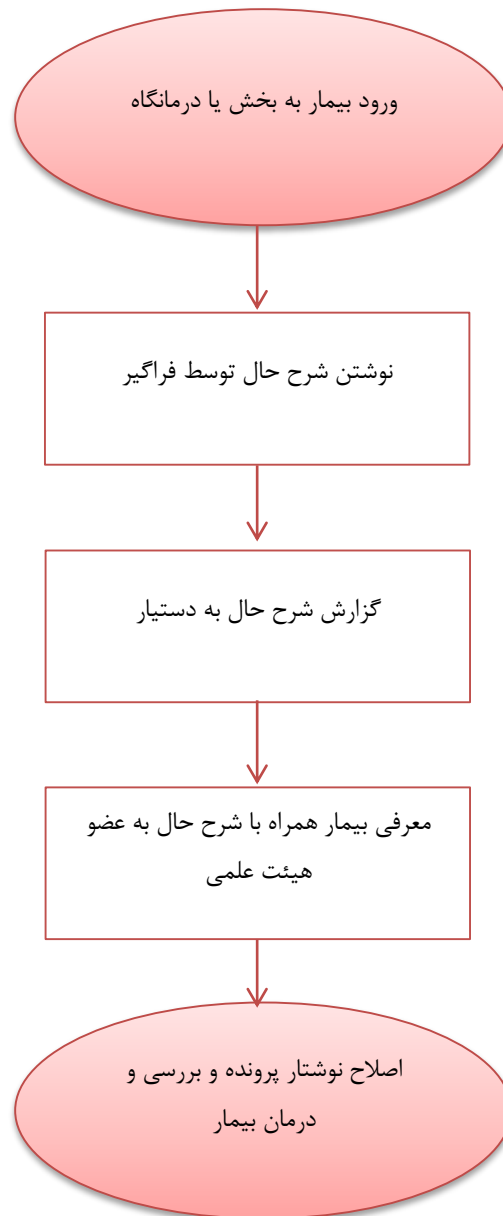 ورود بیمار به بخش یا درمانگاه
نوشتن شرح حال توسط فراگیر
گزارش شرح حال به دستیار
معرفی بیمار همراه با شرح حال به عضو
هیئت علمی
اصلاح نوشتار پرونده و بررسی و
درمان بیمار